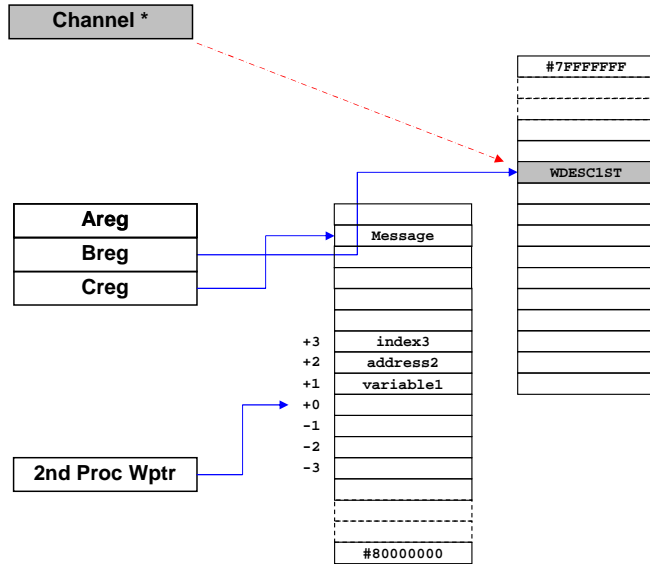 Channel *
#7FFFFFFF
WDESC1ST
Areg
Breg
Creg
Message
+3 index3
+2 address2
+1 variable1
+0
-1
-2
-3
2nd Proc Wptr
#80000000